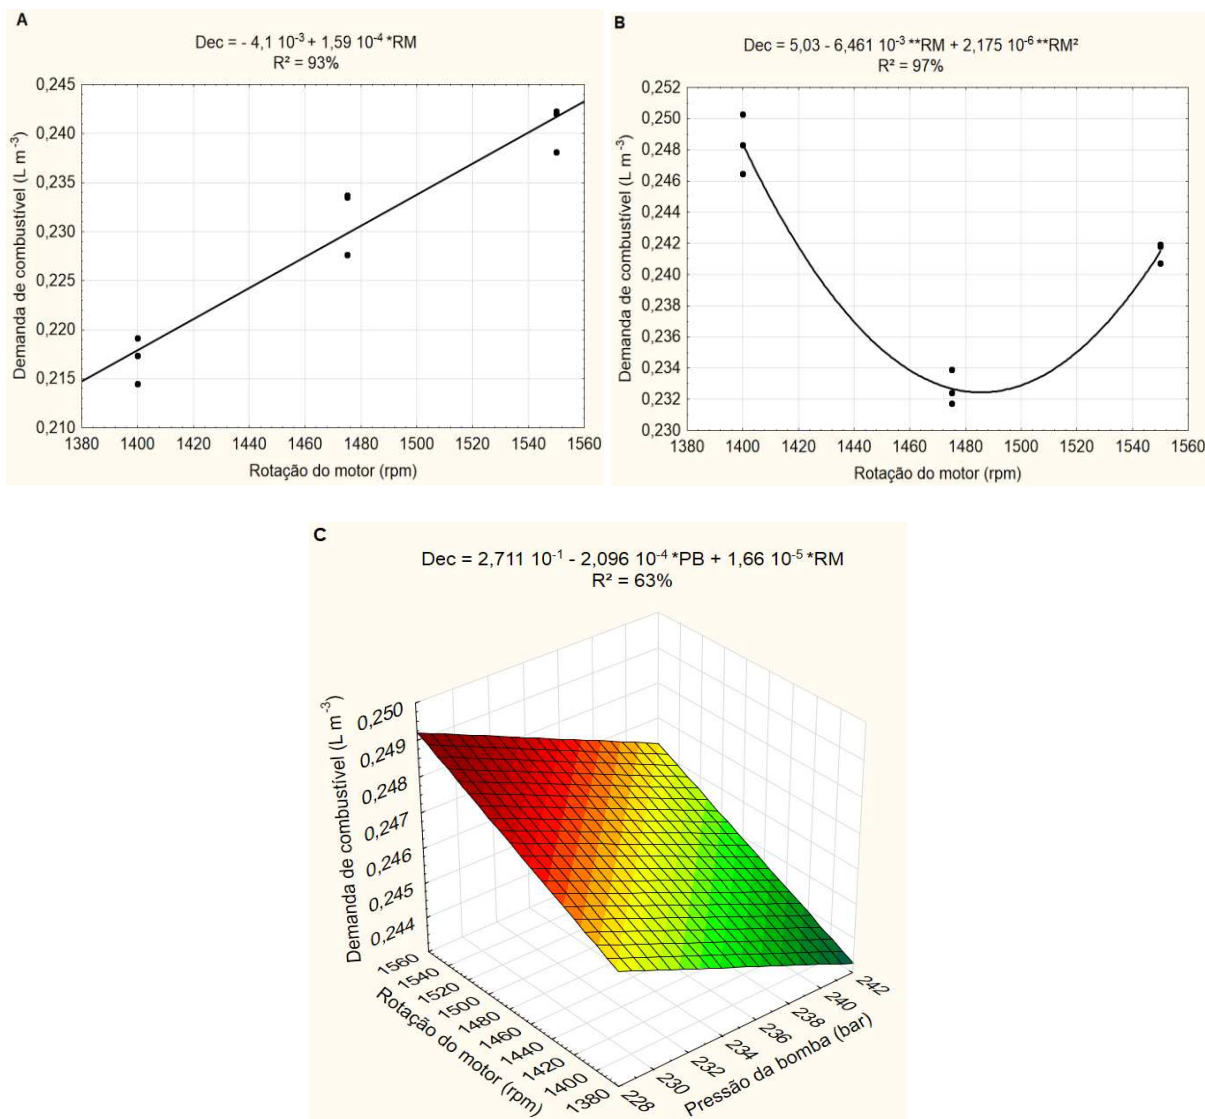 A
Dec = - 4,1 10⁻³ + 1,59 10⁻⁴ *RM
R² = 93%
0,245
0,240
0,235
0,230
0,225
0,220
0,215
0,210
Demanda de combustível (L m⁻³)
1380 1400 1420 1440 1460 1480 1500 1520 1540 1560
Rotação do motor (rpm)
B
Dec = 5,03 - 6,461 10⁻³ **RM + 2,175 10⁻⁶ **RM²
R² = 97%
0,252
0,250
0,248
0,246
0,244
0,242
0,240
0,238
0,236
0,234
0,232
0,230
Demanda de combustível (L m⁻³)
1380 1400 1420 1440 1460 1480 1500 1520 1540 1560
Rotação do motor (rpm)
C
Dec = 2,711 10⁻¹ - 2,096 10⁻⁴ *PB + 1,66 10⁻⁵ *RM
R² = 63%
0,250
0,249
0,248
0,247
0,246
0,245
0,244
Demanda de combustível (L m⁻³)
1560
1540
1520
1500
1480
1460
1440
1420
1400
1380
Rotação do motor (rpm)
228
230
232
234
236
238
240
242
Pressão da bomba (bar)